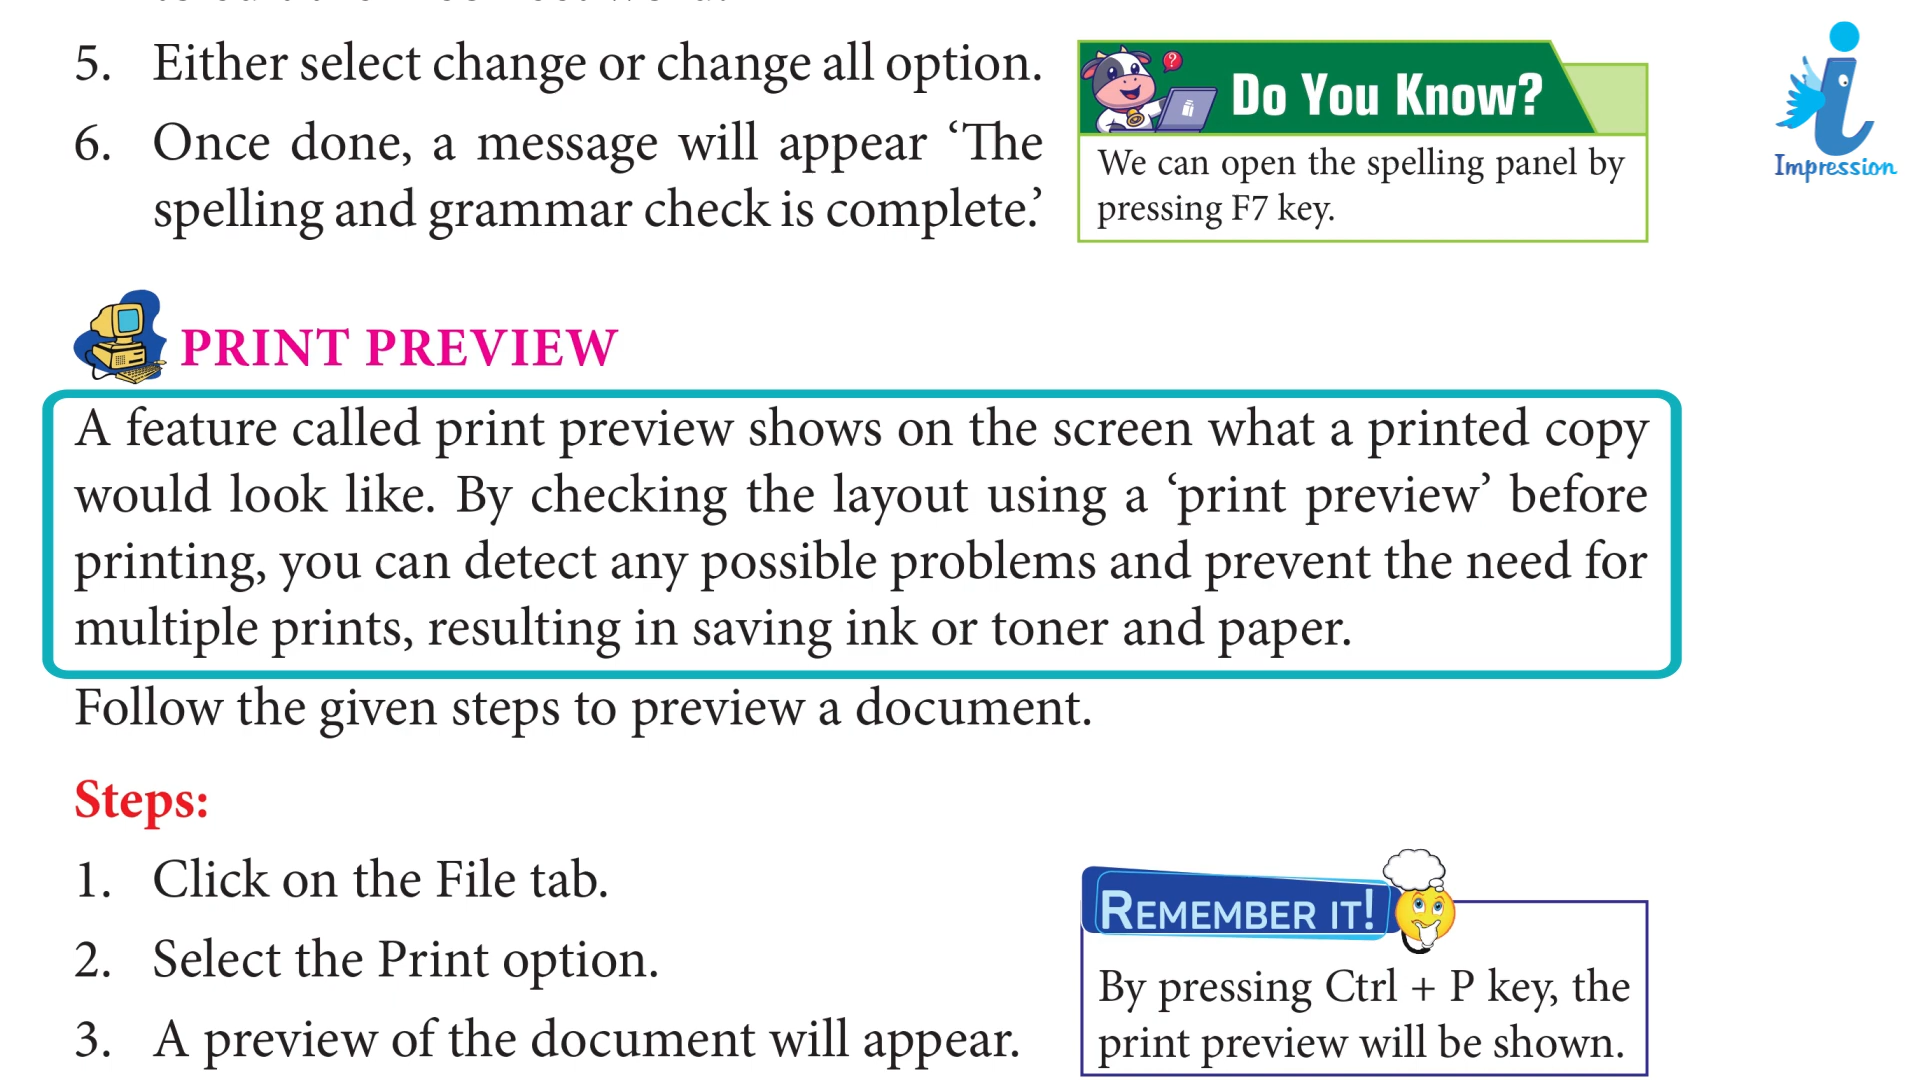 5. Either select change or change all option.
6. Once done, a message will appear ‘The
spelling and grammar check is complete.’
Do You Know?
We can open the spelling panel by
pressing F7 key.
Impression
PRINT PREVIEW
A feature called print preview shows on the screen what a printed copy
would look like. By checking the layout using a ‘print preview’ before
printing, you can detect any possible problems and prevent the need for
multiple prints, resulting in saving ink or toner and paper.
Follow the given steps to preview a document.
Steps:
1. Click on the File tab.
2. Select the Print option.
3. A preview of the document will appear.
REMEMBER IT!
By pressing Ctrl + P key, the
print preview will be shown.